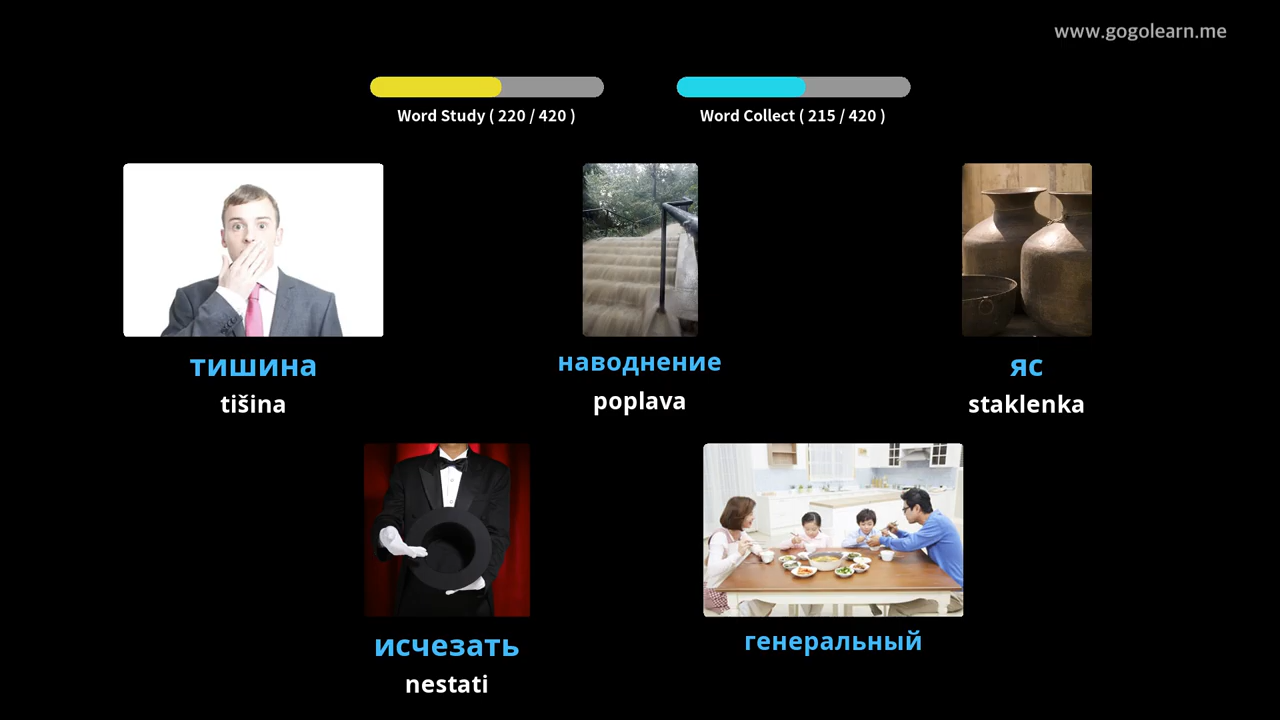 www.gogolearn.me
Word Study ( 220 / 420 )
Word Collect ( 215 / 420 )
тишина
tišina
наводнение
poplava
яс
staklenka
исчезать
nestati
генеральный